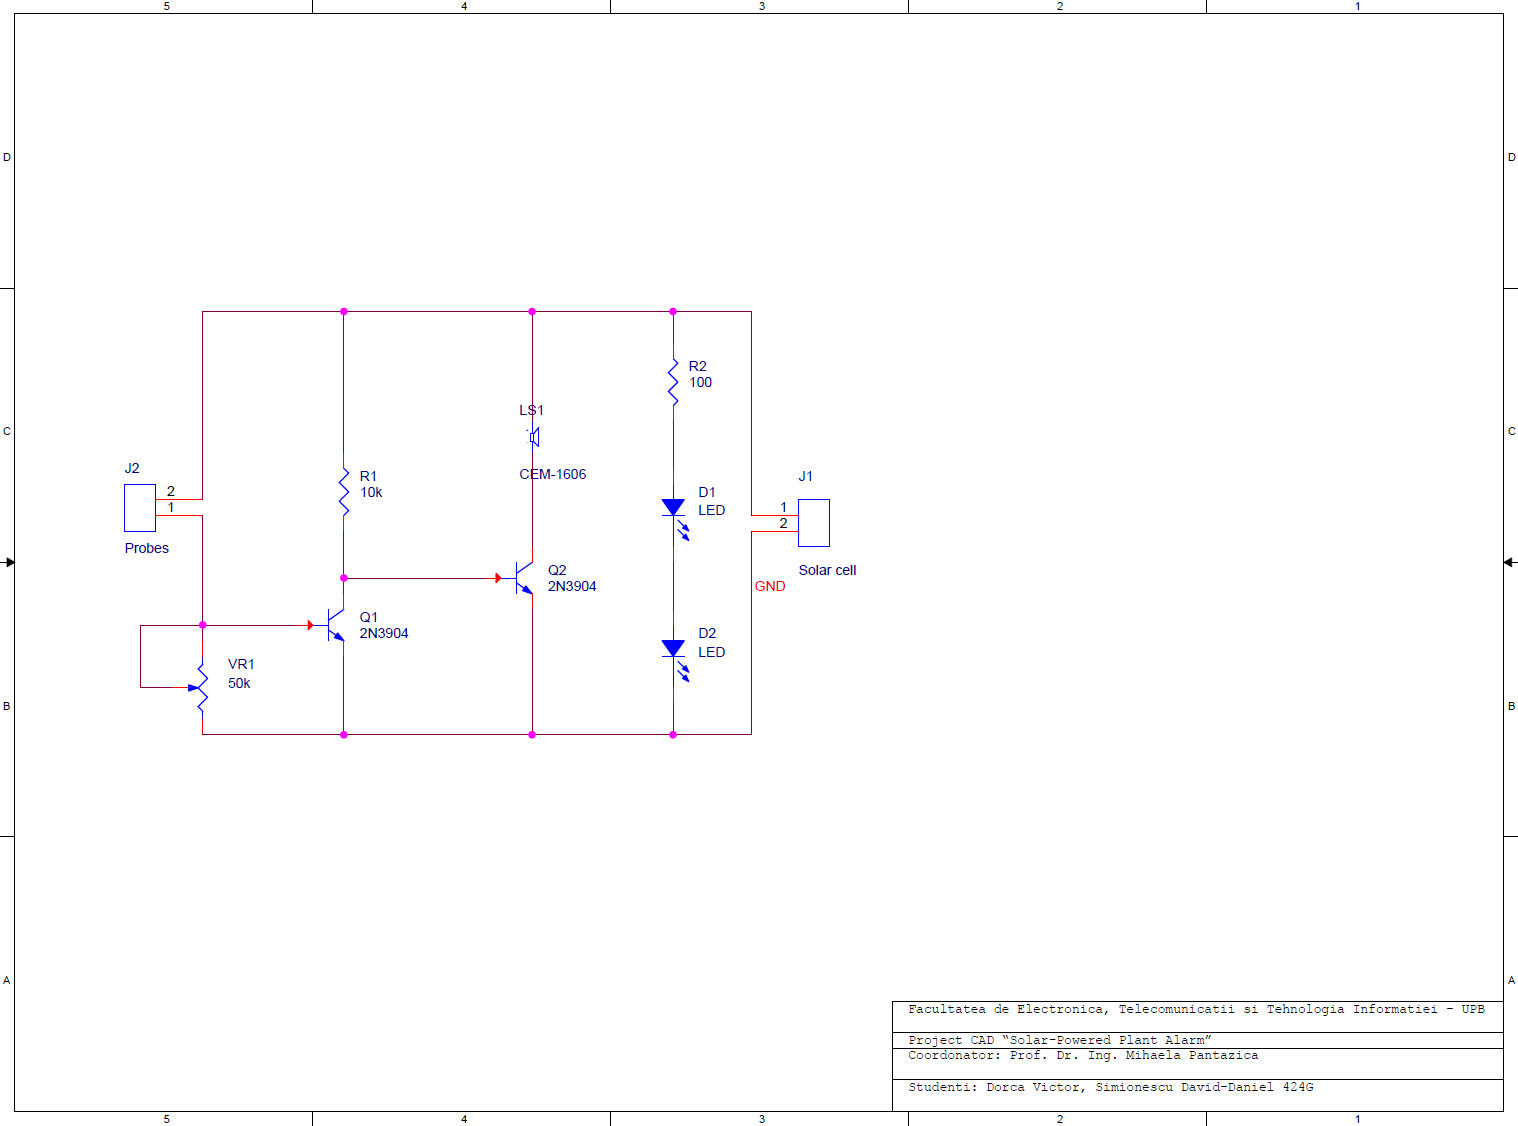 5 4 3 2 1
D D
R2
100
LS1
C C
J2
CEM-1606
R1
10k
J1
2
1
D1
LED
1
2
Probes
Q2
2N3904
Solar cell
GND
Q1
2N3904
D2
LED
VR1
50k
B B
A A
Facultatea de Electronica, Telecomunicatii si Tehnologia Informatiei - UPB
Project CAD “Solar-Powered Plant Alarm”
Coordonator: Prof. Dr. Ing. Mihaela Pantazica
Studenti: Dorca Victor, Simionescu David-Daniel 424G
5 4 3 2 1